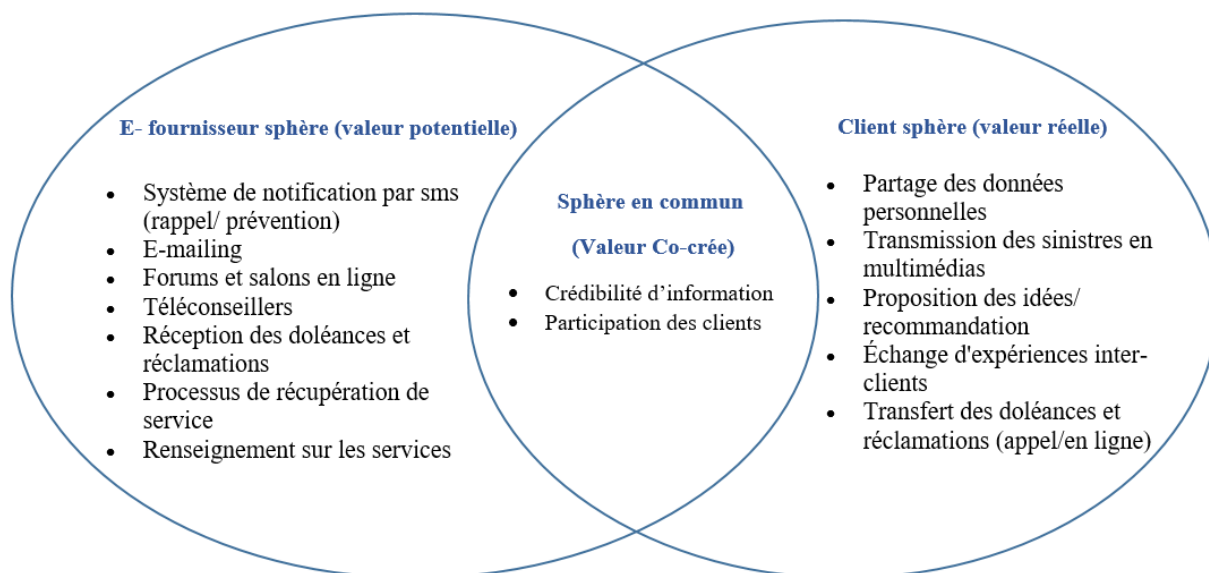 E- fournisseur sphère (valeur potentielle)
• Système de notification par sms
(rappel/ prévention)
• E-mailing
• Forums et salons en ligne
• Téléconseillers
• Réception des doléances et
réclamations
• Processus de récupération de
service
• Renseignement sur les services
Sphère en commun
(Valeur Co-crée)
• Crédibilité d’information
• Participation des clients
Client sphère (valeur réelle)
• Partage des données
personnelles
• Transmission des sinistres en
multimédias
• Proposition des idées/
recommandation
• Échange d'expériences inter-
clients
• Transfert des doléances et
réclamations (appel/en ligne)